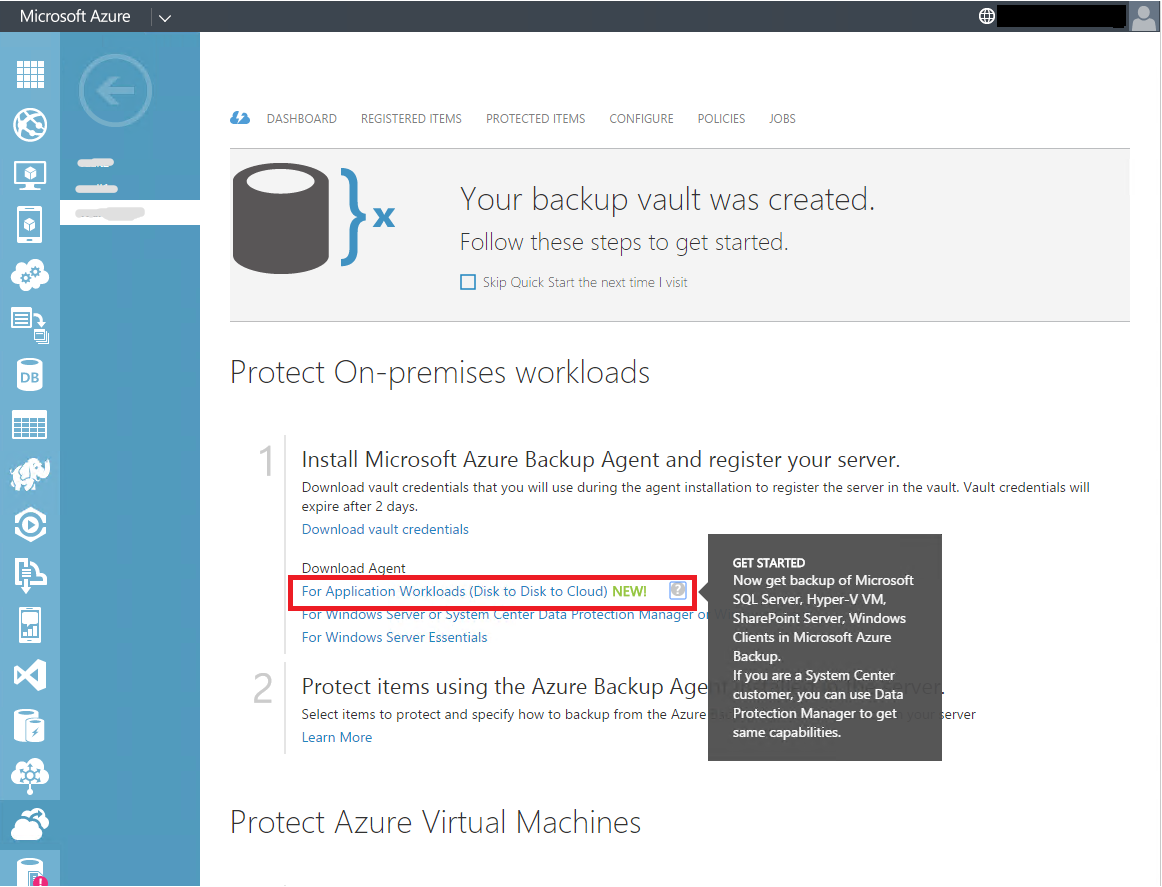 Microsoft Azure
DASHBOARD REGISTERED ITEMS PROTECTED ITEMS CONFIGURE POLICIES JOBS
x
Your backup vault was created.
Follow these steps to get started.
Skip Quick Start the next time I visit
Protect On-premises workloads
1
Install Microsoft Azure Backup Agent and register your server.
Download vault credentials that you will use during the agent installation to register the server in the vault. Vault credentials will
expire after 2 days.
Download vault credentials
Download Agent
For Application Workloads (Disk to Disk to Cloud) NEW! ?
For Windows Server or System Center Data Protection Manager or
For Windows Server Essentials
GET STARTED
Now get backup of Microsoft
SQL Server, Hyper-V VM,
SharePoint Server, Windows
Clients in Microsoft Azure
Backup.
If you are a System Center
customer, you can use Data
Protection Manager to get
same capabilities.
2
Protect items using the Azure Backup Agent installed in the server.
Select items to protect and specify how to backup from the Azure your server
Learn More
Protect Azure Virtual Machines
DB